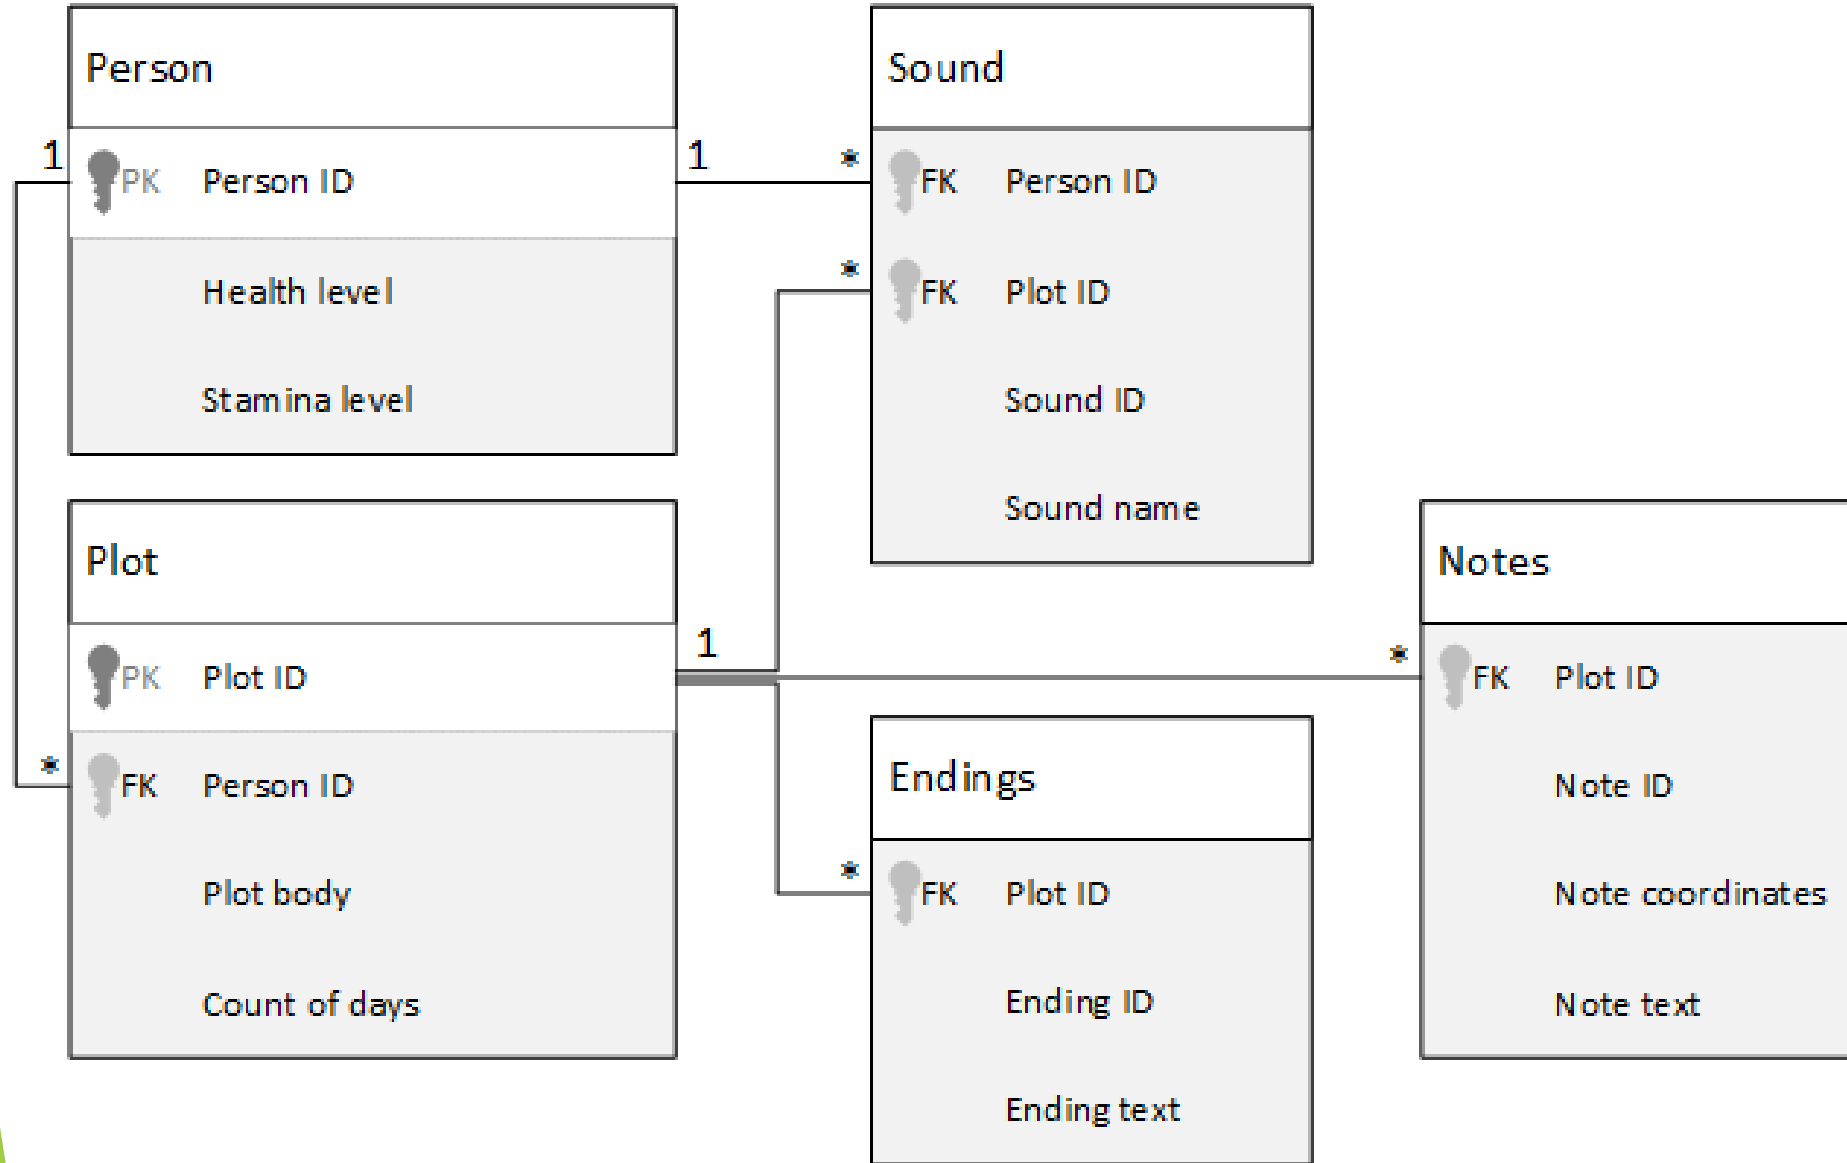 Person
1
PK Person ID
Health level
Stamina level
1 *
Sound
FK Person ID
*
FK Plot ID
Sound ID
Sound name
Plot
1
PK Plot ID
*
FK Person ID
Plot body
Count of days
Endings
*
FK Plot ID
Ending ID
Ending text
Notes
*
FK Plot ID
Note ID
Note coordinates
Note text